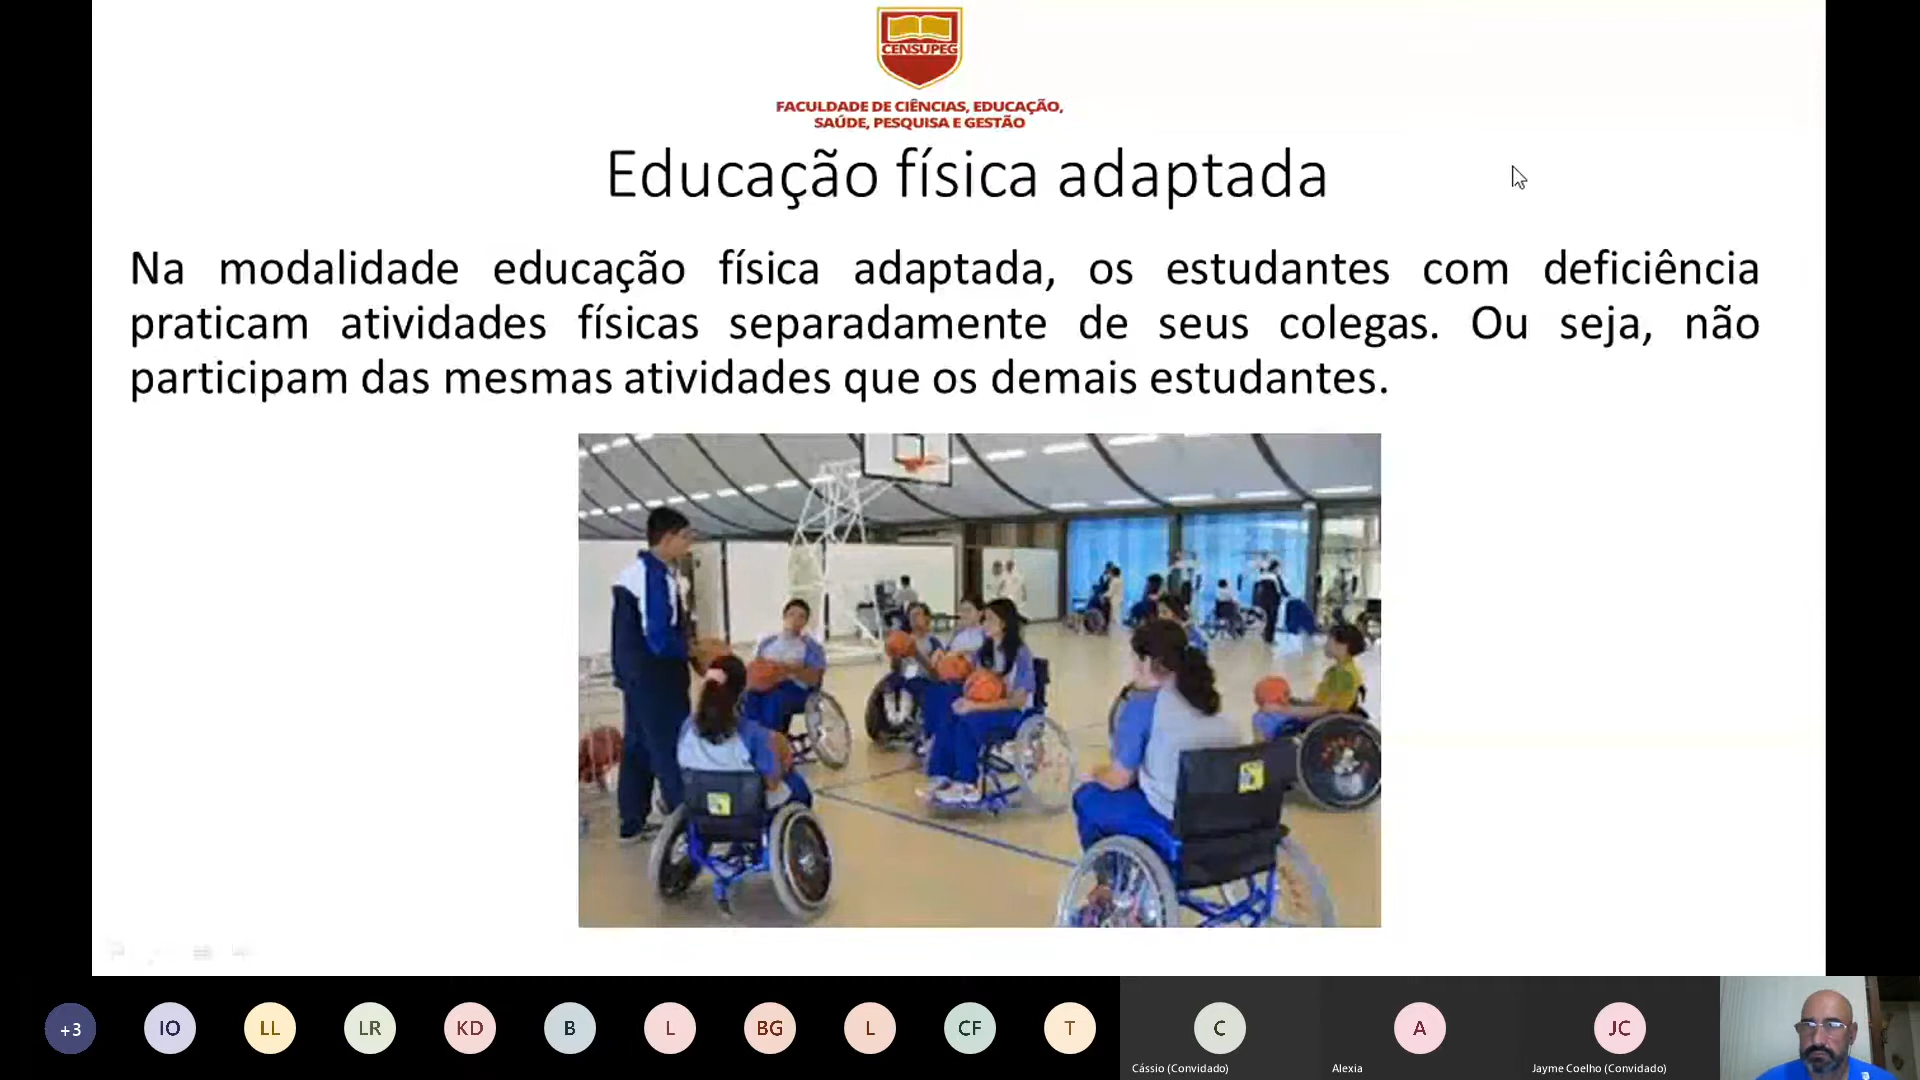 CENSUPEG
FACULDADE DE CIÊNCIAS, EDUCAÇÃO,
SAÚDE, PESQUISA E GESTÃO
Educação física adaptada
Na modalidade educação física adaptada, os estudantes com deficiência
praticam atividades físicas separadamente de seus colegas. Ou seja, não
participam das mesmas atividades que os demais estudantes.
+3 IO LL LR KD B L BG L CF T C A JC
Cássio (Convidado) Alexia Jayme Coelho (Convidado)